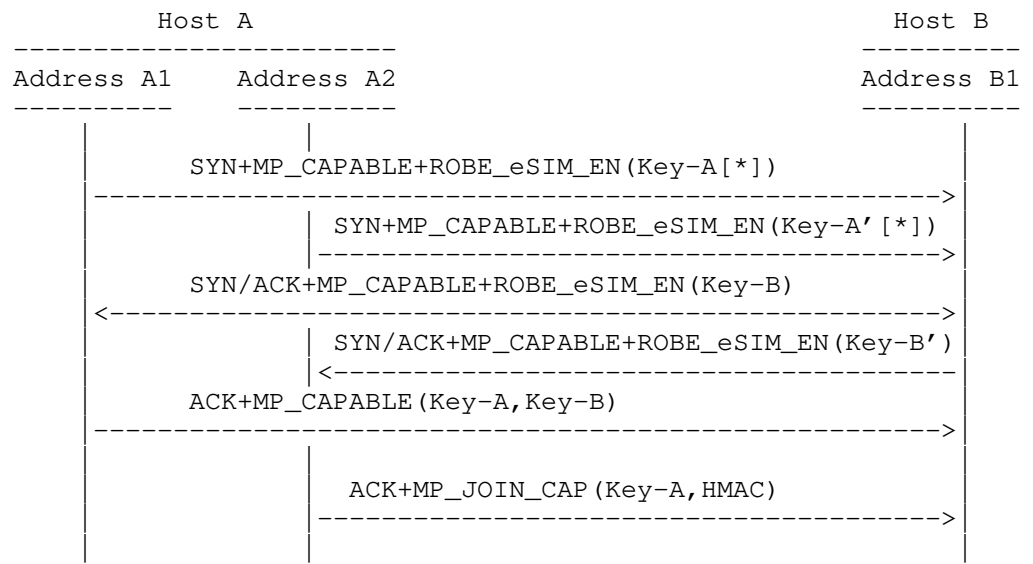 Host A Host B
Address A1 Address A2 Address B1
SYN+MP_CAPABLE+ROBE_eSIM_EN(Key-A[*])
SYN+MP_CAPABLE+ROBE_eSIM_EN(Key-A'[*])
SYN/ACK+MP_CAPABLE+ROBE_eSIM_EN(Key-B)
SYN/ACK+MP_CAPABLE+ROBE_eSIM_EN(Key-B')
ACK+MP_CAPABLE(Key-A,Key-B)
ACK+MP_JOIN_CAP(Key-A,HMAC)